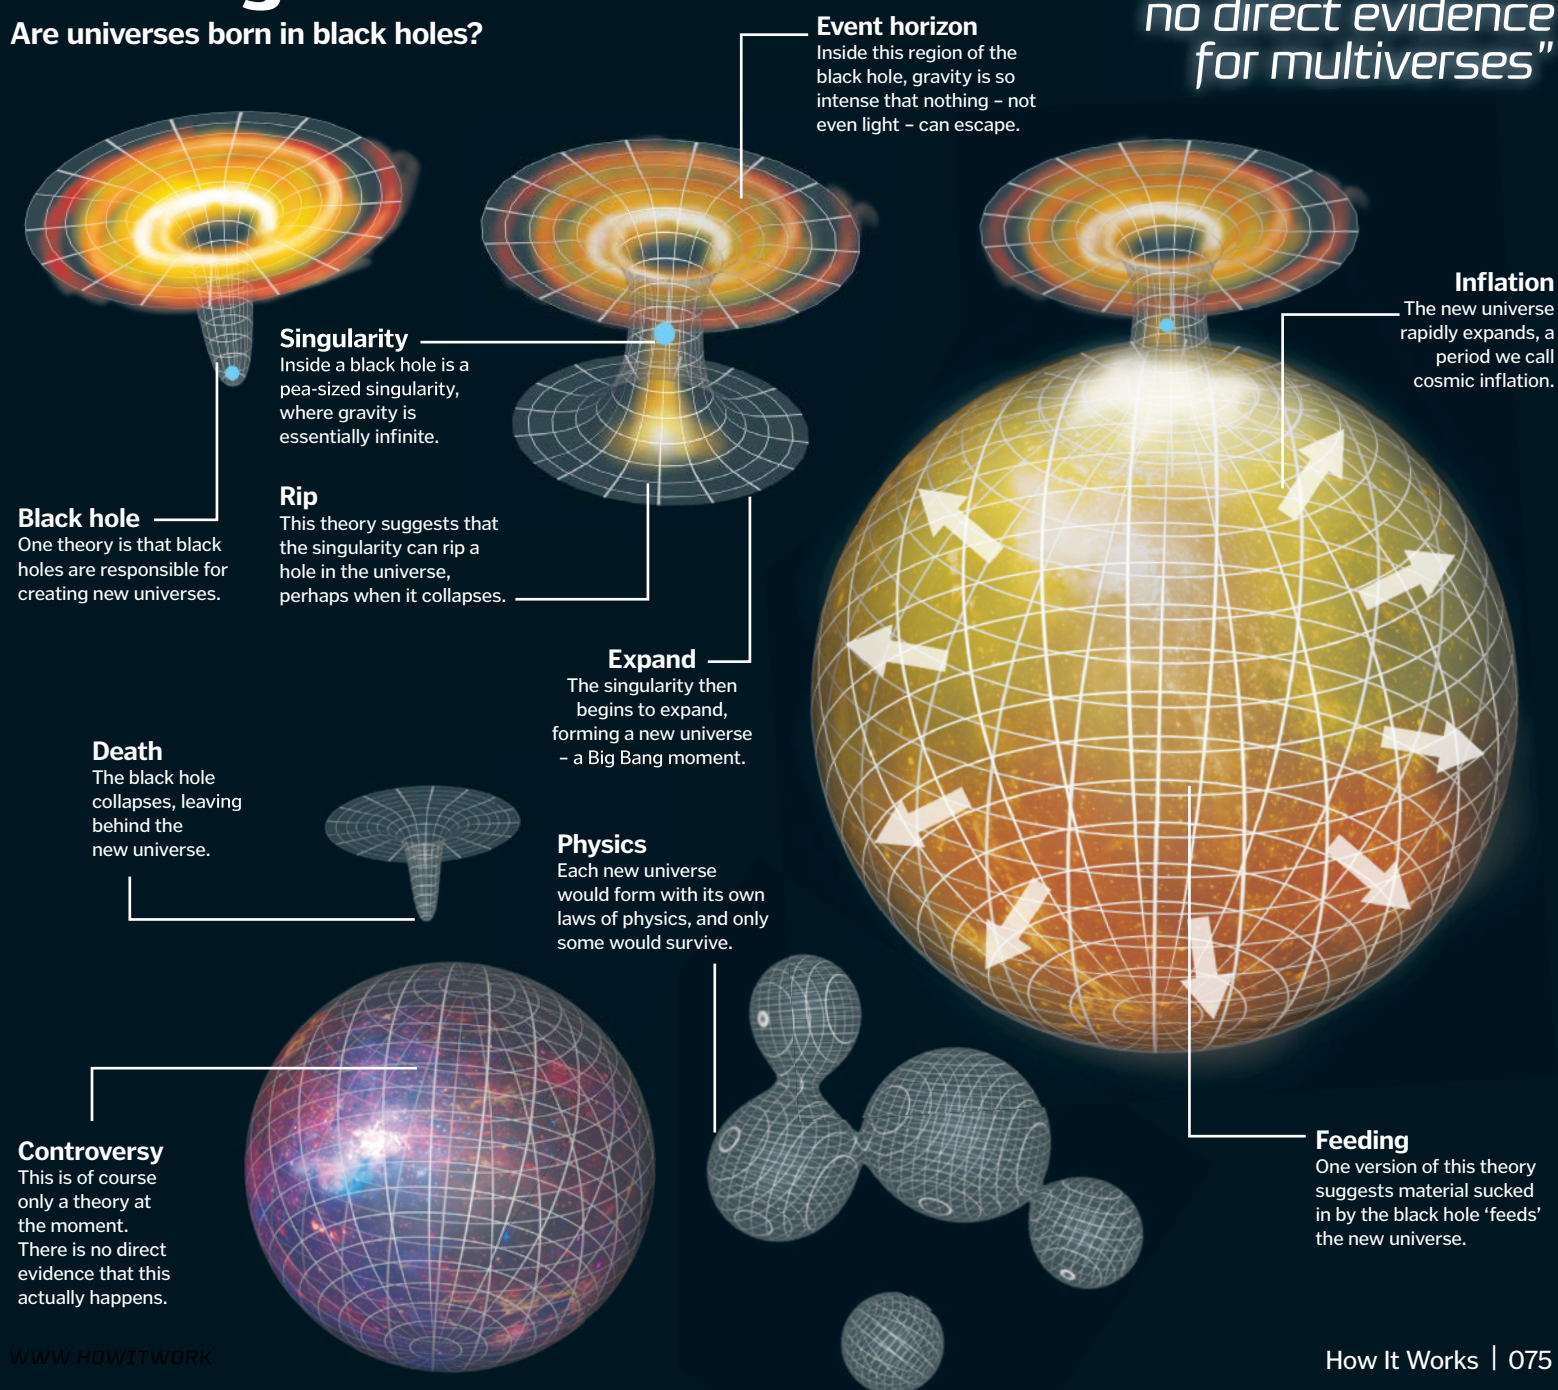 Are universes born in black holes?
no direct evidence
for multiverses”
Event horizon
Inside this region of the
black hole, gravity is so
intense that nothing – not
even light – can escape.
Inflation
The new universe
rapidly expands, a
period we call
cosmic inflation.
Singularity
Inside a black hole is a
pea-sized singularity,
where gravity is
essentially infinite.
Black hole
One theory is that black
holes are responsible for
creating new universes.
Rip
This theory suggests that
the singularity can rip a
hole in the universe,
perhaps when it collapses.
Expand
The singularity then
begins to expand,
forming a new universe
– a Big Bang moment.
Death
The black hole
collapses, leaving
behind the
new universe.
Physics
Each new universe
would form with its own
laws of physics, and only
some would survive.
Controversy
This is of course
only a theory at
the moment.
There is no direct
evidence that this
actually happens.
Feeding
One version of this theory
suggests material sucked
in by the black hole ‘feeds’
the new universe.
WWW.HOWITWORK
How It Works | 075